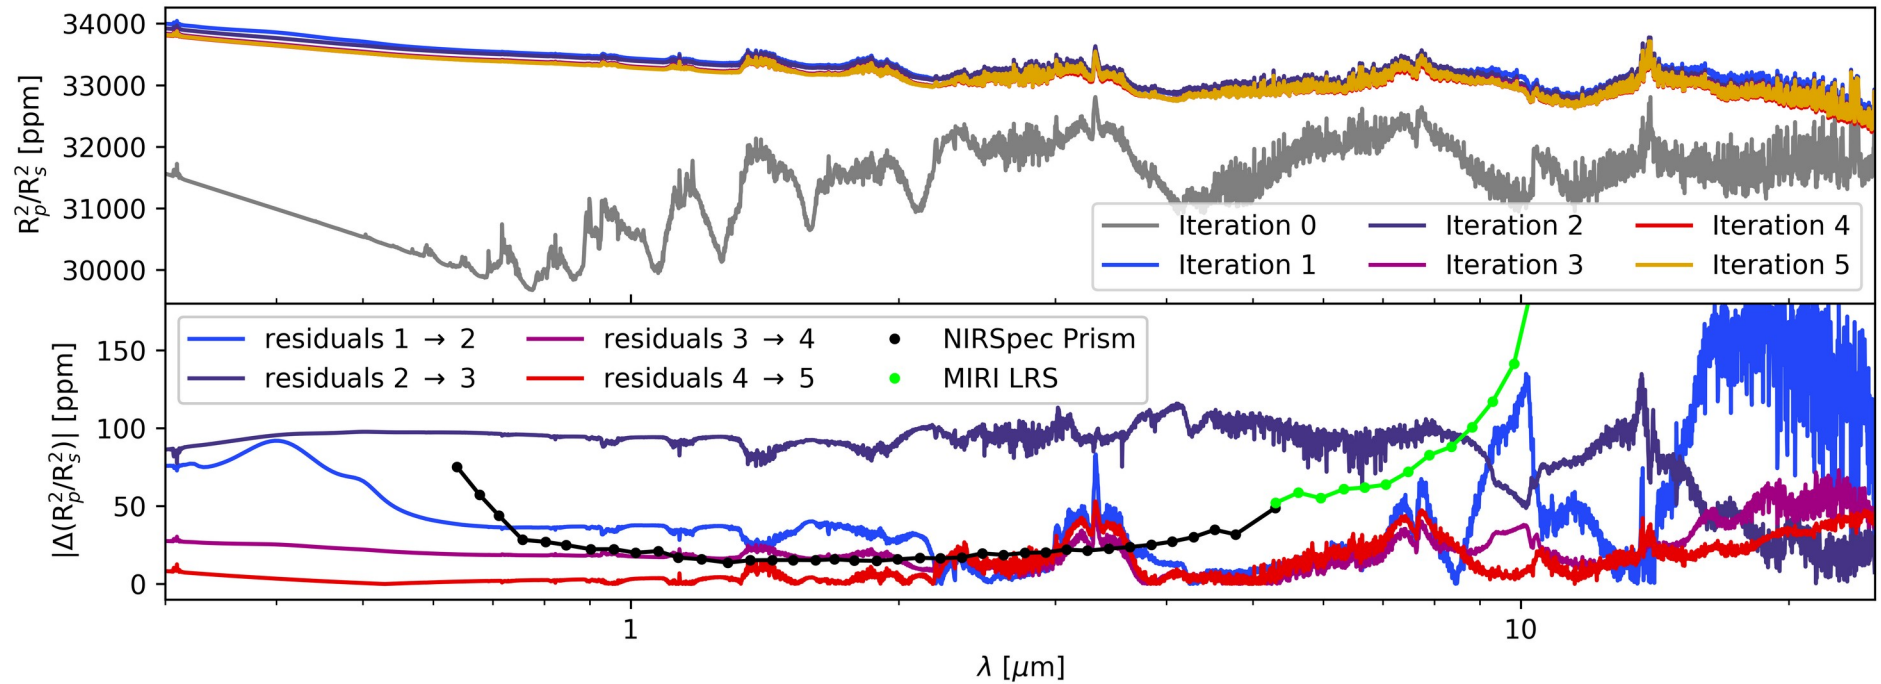 34000
33000
32000
31000
30000
R_p^2/R_s^2 [ppm]
Iteration 0 Iteration 2 Iteration 4
Iteration 1 Iteration 3 Iteration 5
residuals 1 → 2 residuals 3 → 4 NIRSpec Prism
residuals 2 → 3 residuals 4 → 5 MIRI LRS
150
100
50
0
|Δ(R_p^2/R_s^2)| [ppm]
1 10
λ [μm]